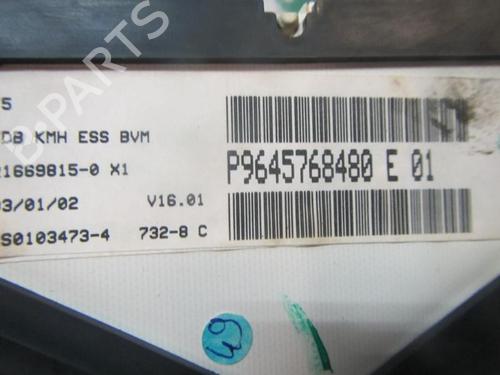 5
DB KMH ESS BVM
21669815-0 X1
03/01/02 V16.01
S0103473-4 732-8 C
P9645768480 E 01
49
B-PARTS